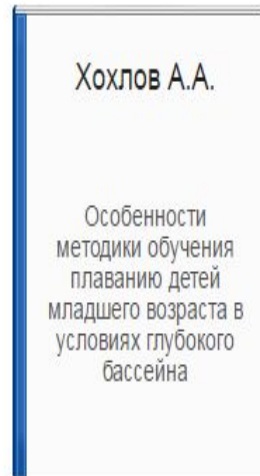 Хохлов А.А.
Особенности
методики обучения
плаванию детей
младшего возраста в
условиях глубокого
бассейна